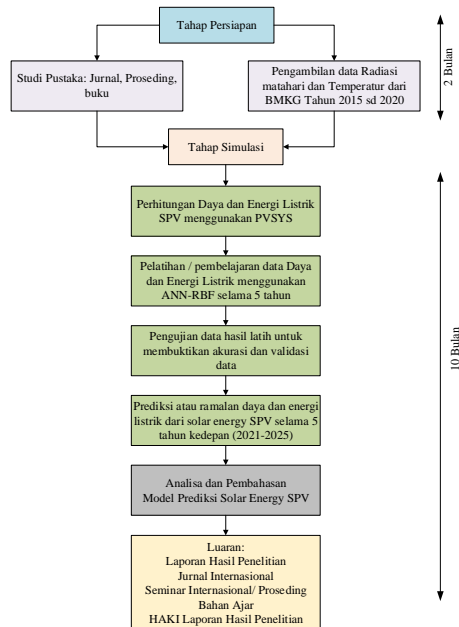 Tahap Persiapan
Studi Pustaka: Jurnal, Proseding,
buku
Pengambilan data Radiasi
matahari dan Temperatur dari
BMKG Tahun 2015 sd 2020
2 Bulan
Tahap Simulasi
Perhitungan Daya dan Energi Listrik
SPV menggunakan PVSYS
Pelatihan / pembelajaran data Daya
dan Energi Listrik menggunakan
ANN-RBF selama 5 tahun
Pengujian data hasil latih untuk
membuktikan akurasi dan validasi
data
Prediksi atau ramalan daya dan energi
listrik dari solar energy SPV selama 5
tahun kedepan (2021-2025)
Analisa dan Pembahasan
Model Prediksi Solar Energy SPV
Luaran:
Laporan Hasil Penelitian
Jurnal Internasional
Seminar Internasional/ Proseding
Bahan Ajar
HAKI Laporan Hasil Penelitian
10 Bulan